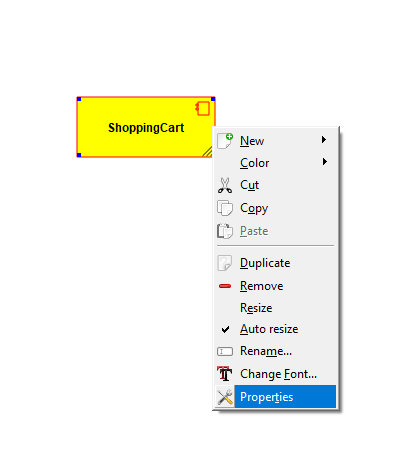 ShoppingCart
New
Color
Cut
Copy
Paste
Duplicate
Remove
Resize
Auto resize
Rename...
Change Font...
Properties